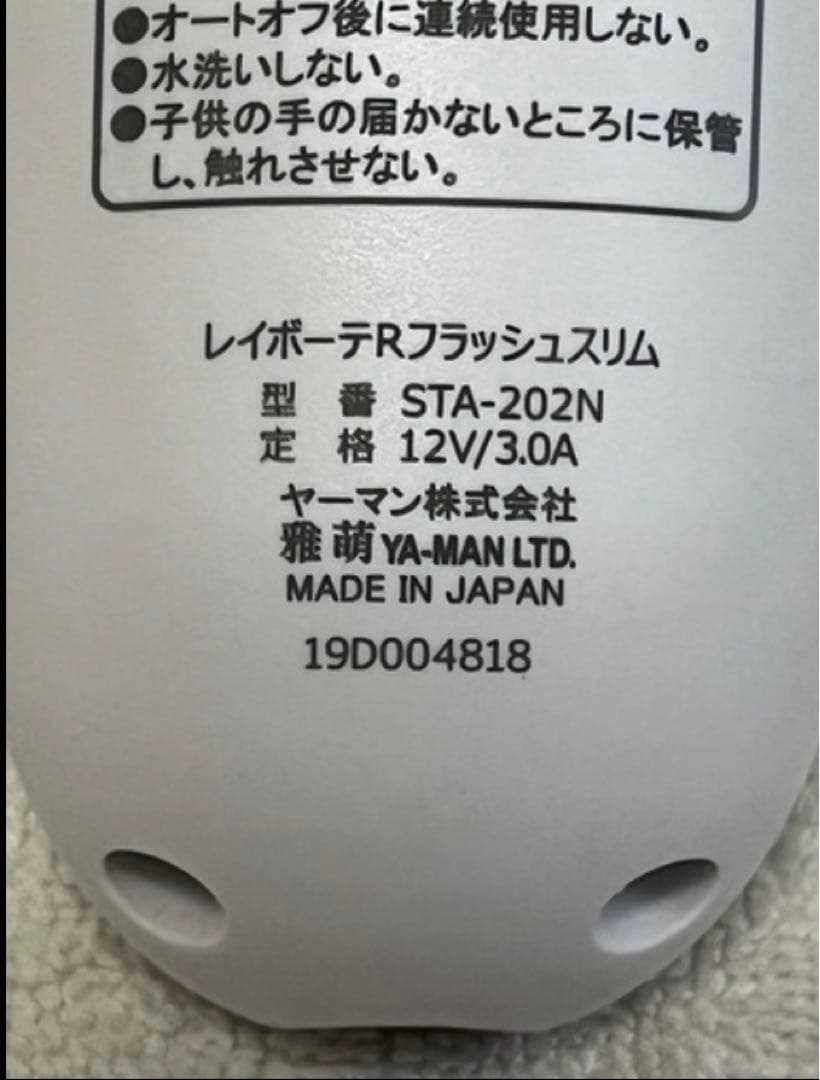 ●オートオフ後に連続使用しない。
●水洗いしない。
●子供の手の届かないところに保管
し、触れさせない。
レイボーテRフラッシュスリム
型 番 STA-202N
定 格 12V/3.0A
ヤーマン株式会社
雅萌 YA-MAN LTD.
MADE IN JAPAN
19D004818